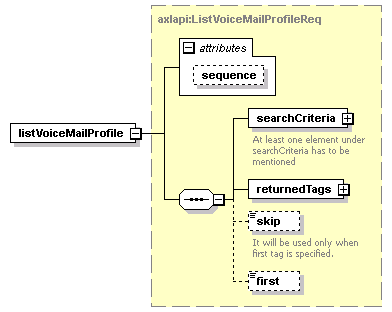 axlapi:ListVoiceMailProfileReq
attributes
sequence
listVoiceMailProfile
searchCriteria
At least one element under
searchCriteria has to be
mentioned
returnedTags
skip
It will be used only when
first tag is specified.
first